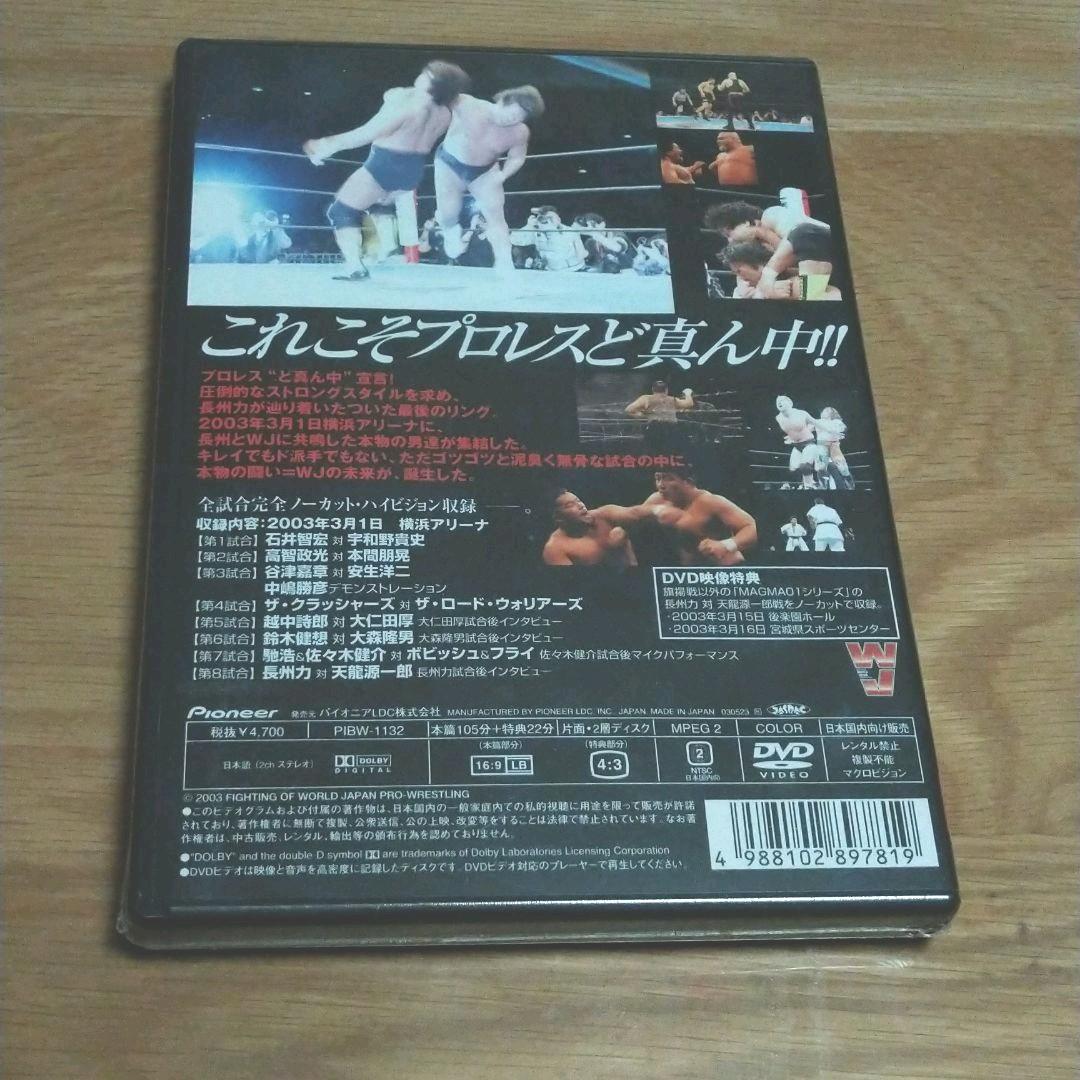 これこそプロレスど真ん中!!
プロレス“ど真ん中”宣言!
圧倒的なストロングスタイルを求め、
長州力が辿り着いたついた最後のリング。
2003年3月1日横浜アリーナに、
長州とWJに共鳴した本物の男達が集結した。
キレイでもド派手でもない、ただゴツゴツと泥臭く無骨な試合の中に、
本物の闘い=WJの未来が、誕生した。
全試合完全ノーカット・ハイビジョン収録――。
収録内容:2003年3月1日 横浜アリーナ
【第1試合】石井智宏 対 宇和野貴史
【第2試合】高智政光 対 本間朋晃
【第3試合】谷津嘉章 対 安生洋二
中嶋勝彦デモンストレーション
【第4試合】ザ・クラッシャーズ 対 ザ・ロード・ウォリアーズ
【第5試合】越中詩郎 対 大仁田厚 大仁田厚試合後インタビュー
【第6試合】鈴木健想 対 大森隆男 大森隆男試合後インタビュー
【第7試合】馳浩&佐々木健介 対 ボビッシュ&フライ 佐々木健介試合後マイクパフォーマンス
【第8試合】長州力 対 天龍源一郎 長州力試合後インタビュー
DVD映像特典
旗揚戦以外の「MAGMA01シリーズ」の
長州力 対 天龍源一郎戦をノーカットで収録。
・2003年3月15日 後楽園ホール
・2003年3月16日 宮城県スポーツセンター
WJ
Pioneer 発売元 パイオニアLDC株式会社 MANUFACTURED BY PIONEER LDC, INC. JAPAN MADE IN JAPAN 030523
税抜¥4,700 PIBW-1132 本篇105分+特典22分 片面・2層ディスク MPEG 2 COLOR 日本国内向け販売
日本語(2ch ステレオ) DOLBY DIGITAL (本篇部分) 16:9 LB (特典部分) 4:3 2 NTSC 日本国内向 DVD VIDEO レンタル禁止
複製不能
マクロビジョン
© 2003 FIGHTING OF WORLD JAPAN PRO-WRESTLING
●このビデオグラムおよび付属の著作物は、日本国内の一般家庭内での私的視聴に用途を限って販売が許諾
されており、著作権者に無断で複製、公衆送信、公の上映、改変等をすることは法律で禁止されています。なお著
作権者は、中古販売、レンタル、輸出等の頒布行為を認めておりません。
●"DOLBY" and the double D symbol are trademarks of Dolby Laboratories Licensing Corporation
●DVDビデオは映像と音声を高密度に記録したディスクです。DVDビデオ対応のプレーヤーで再生してください。
4 988102 897819